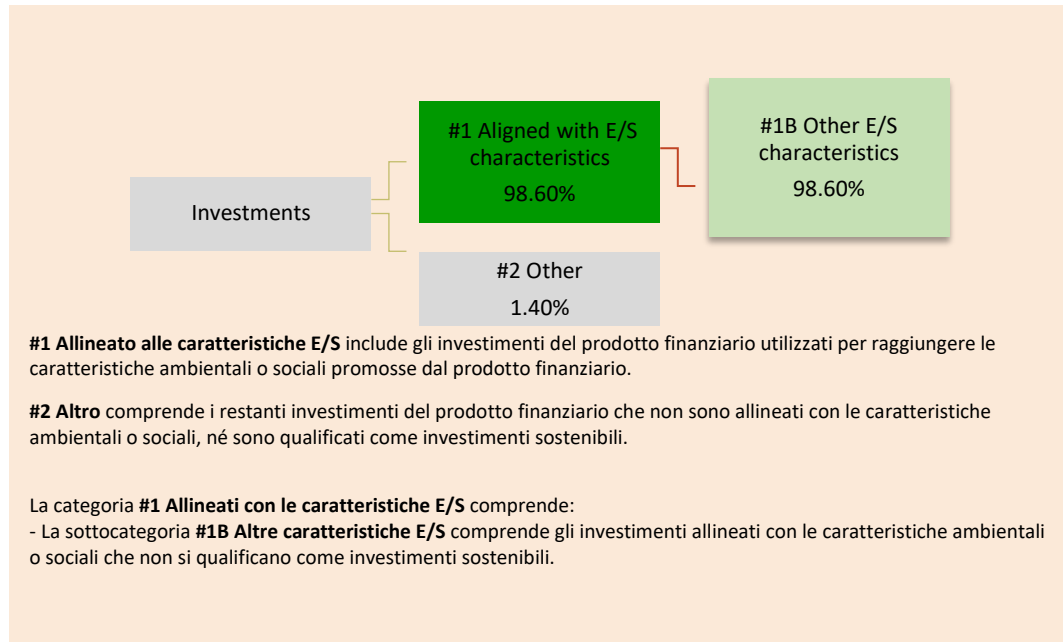 #1 Aligned with E/S
characteristics
98.60%
#1B Other E/S
characteristics
98.60%
Investments
#2 Other
1.40%
#1 Allineato alle caratteristiche E/S include gli investimenti del prodotto finanziario utilizzati per raggiungere le
caratteristiche ambientali o sociali promosse dal prodotto finanziario.
#2 Altro comprende i restanti investimenti del prodotto finanziario che non sono allineati con le caratteristiche
ambientali o sociali, né sono qualificati come investimenti sostenibili.
La categoria #1 Allineati con le caratteristiche E/S comprende:
- La sottocategoria #1B Altre caratteristiche E/S comprende gli investimenti allineati con le caratteristiche ambientali
o sociali che non si qualificano come investimenti sostenibili.